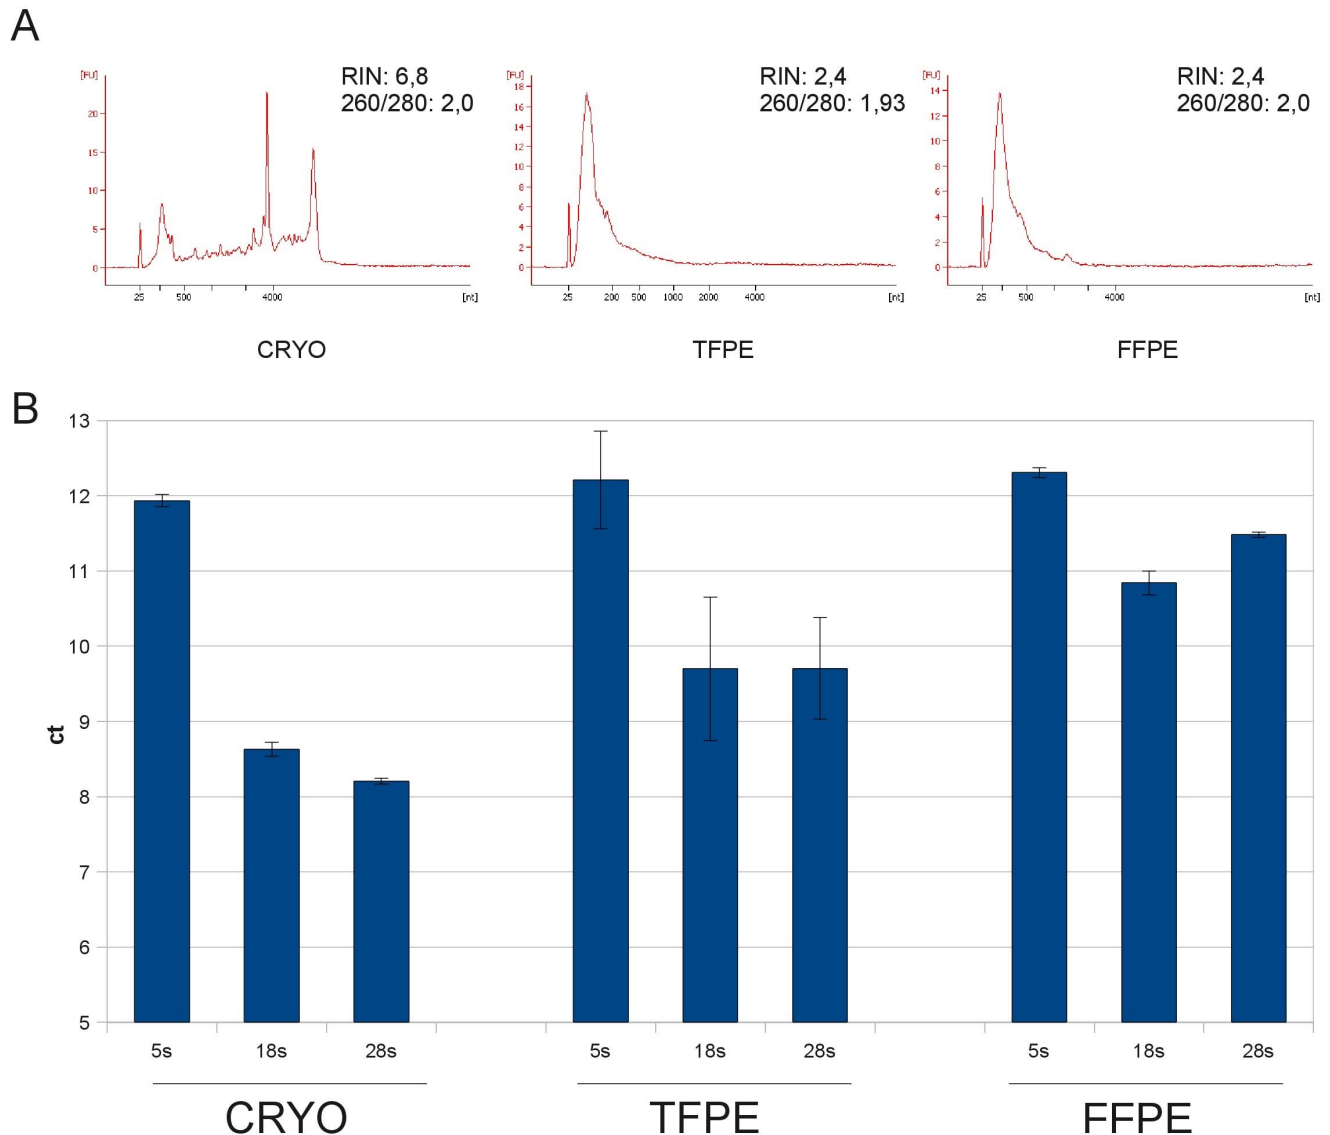 A
[FU]
20
15
10
5
0
25
500
4000
[nt]
RIN: 6,8
260/280: 2,0
CRYO
[FU]
18
16
14
12
10
8
6
4
2
0
25
200
500
1000
2000
4000
[nt]
RIN: 2,4
260/280: 1,93
TFPE
[FU]
14
12
10
8
6
4
2
0
25
500
4000
[nt]
RIN: 2,4
260/280: 2,0
FFPE
B
ct
13
12
11
10
9
8
7
6
5
5s
18s
28s
5s
18s
28s
5s
18s
28s
CRYO
TFPE
FFPE